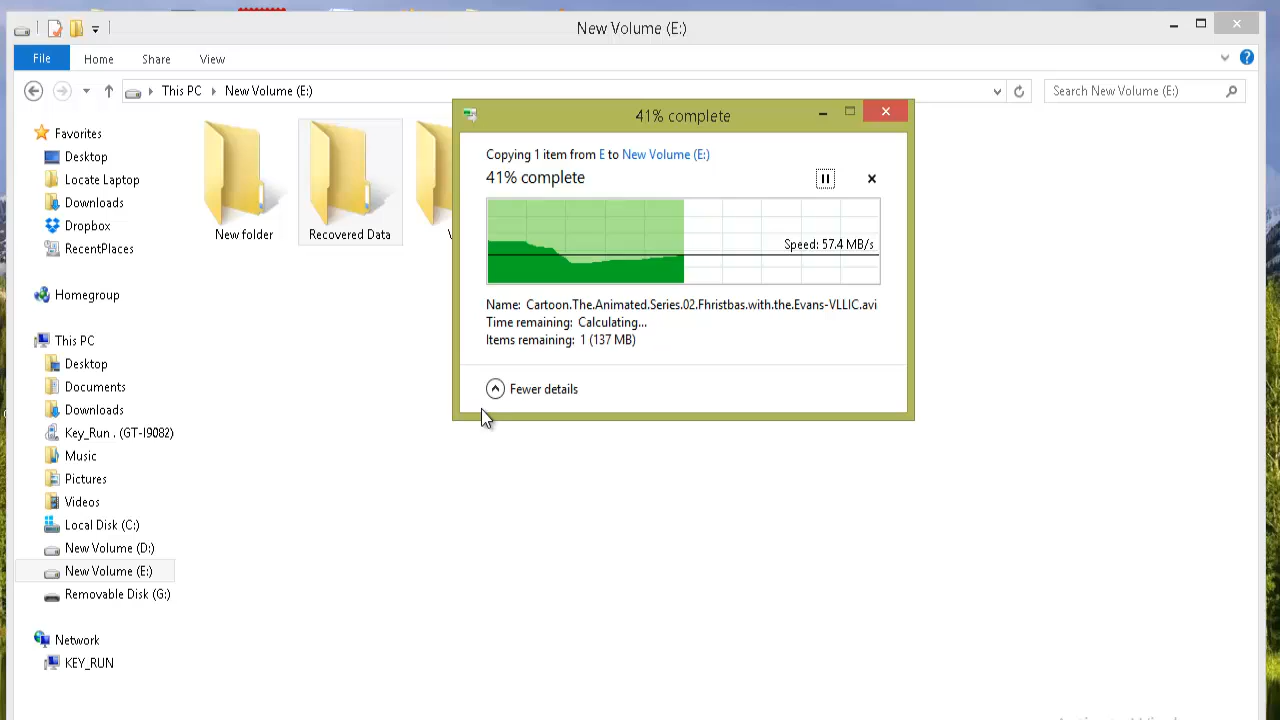 New Volume (E:)
File Home Share View
This PC New Volume (E:)
Search New Volume (E:)
Favorites
Desktop
Locate Laptop
Downloads
Dropbox
RecentPlaces
Homegroup
This PC
Desktop
Documents
Downloads
Key_Run . (GT-I9082)
Music
Pictures
Videos
Local Disk (C:)
New Volume (D:)
New Volume (E:)
Removable Disk (G:)
Network
KEY_RUN
New folder
Recovered Data
41% complete
Copying 1 item from E to New Volume (E:)
41% complete
Speed: 57.4 MB/s
Name: Cartoon.The.Animated.Series.02.Fhristbas.with.the.Evans-VLLIC.avi
Time remaining: Calculating...
Items remaining: 1 (137 MB)
Fewer details